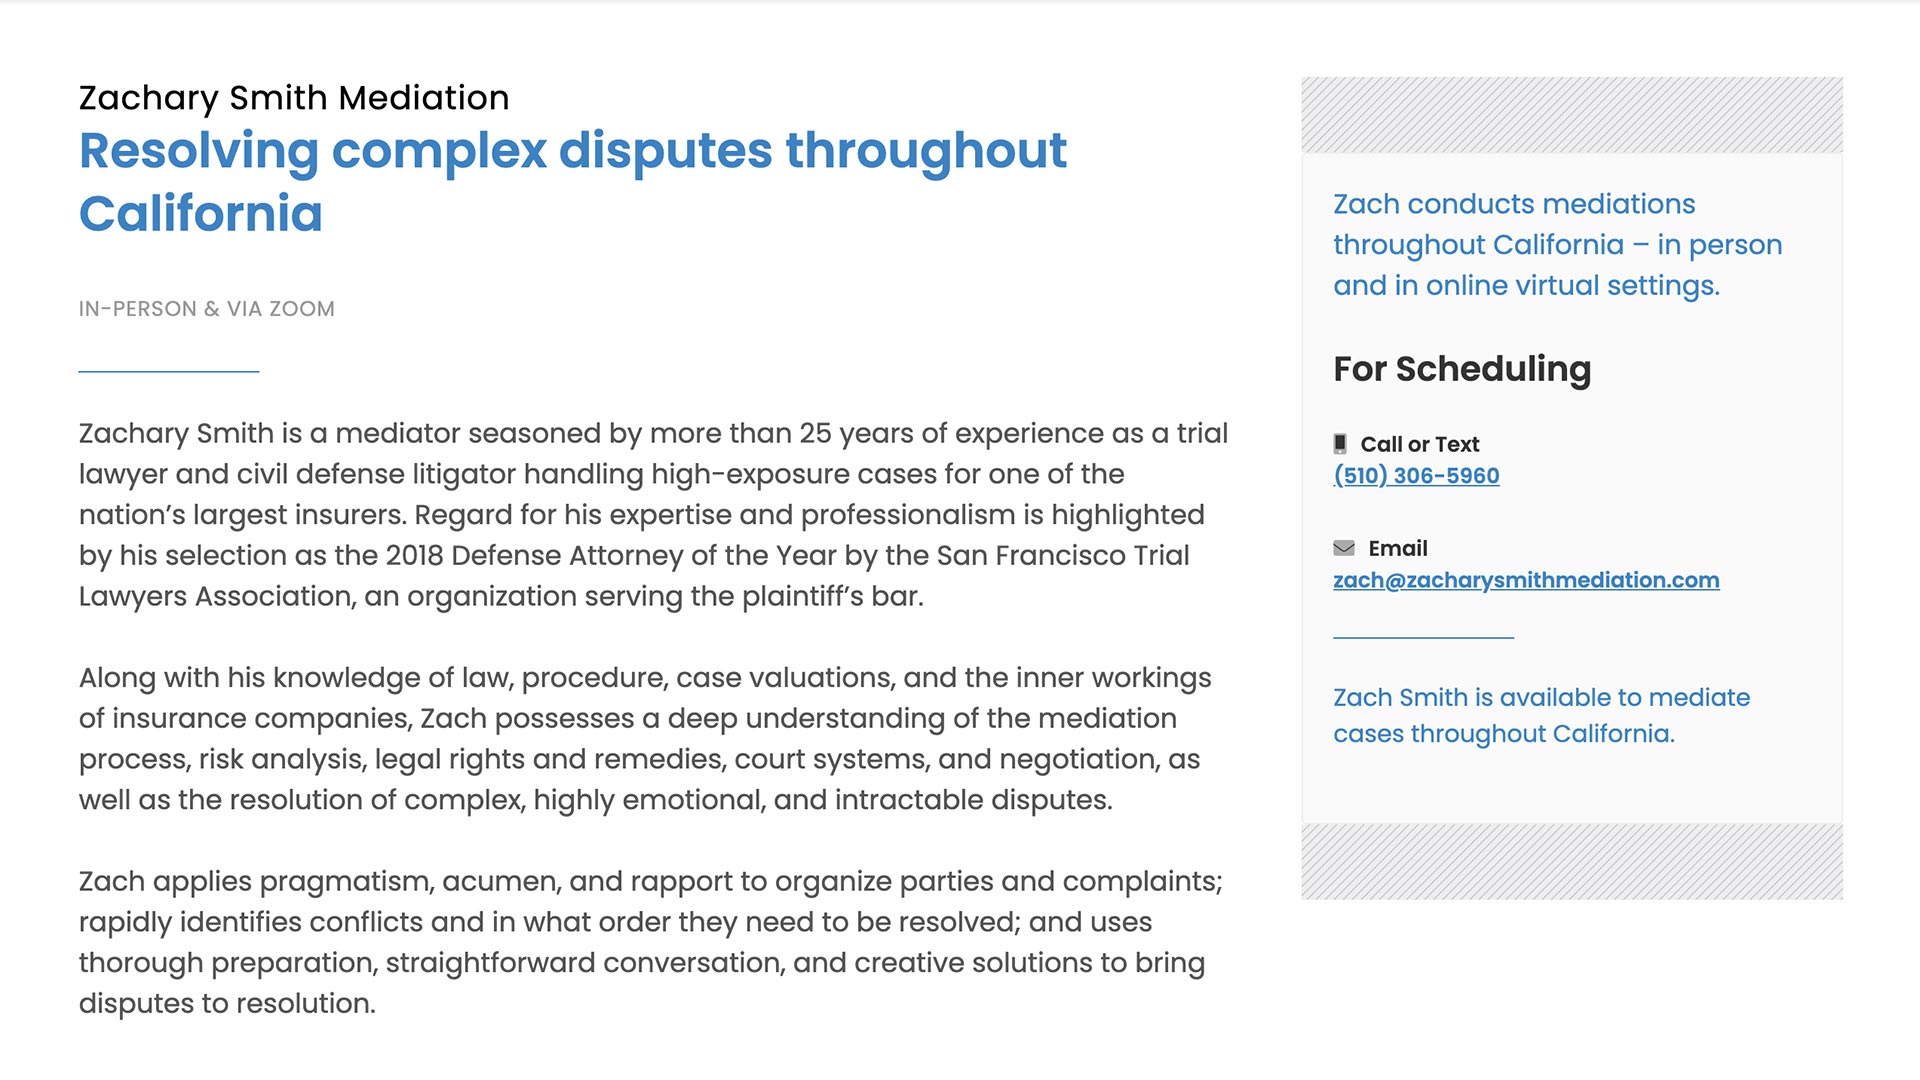 Zachary Smith Mediation
Resolving complex disputes throughout
California
IN-PERSON & VIA ZOOM
Zachary Smith is a mediator seasoned by more than 25 years of experience as a trial
lawyer and civil defense litigator handling high-exposure cases for one of the
nation’s largest insurers. Regard for his expertise and professionalism is highlighted
by his selection as the 2018 Defense Attorney of the Year by the San Francisco Trial
Lawyers Association, an organization serving the plaintiff’s bar.
Along with his knowledge of law, procedure, case valuations, and the inner workings
of insurance companies, Zach possesses a deep understanding of the mediation
process, risk analysis, legal rights and remedies, court systems, and negotiation, as
well as the resolution of complex, highly emotional, and intractable disputes.
Zach applies pragmatism, acumen, and rapport to organize parties and complaints;
rapidly identifies conflicts and in what order they need to be resolved; and uses
thorough preparation, straightforward conversation, and creative solutions to bring
disputes to resolution.
Zach conducts mediations
throughout California – in person
and in online virtual settings.
For Scheduling
Call or Text
(510) 306-5960
Email
zach@zacharysmithmediation.com
Zach Smith is available to mediate
cases throughout California.